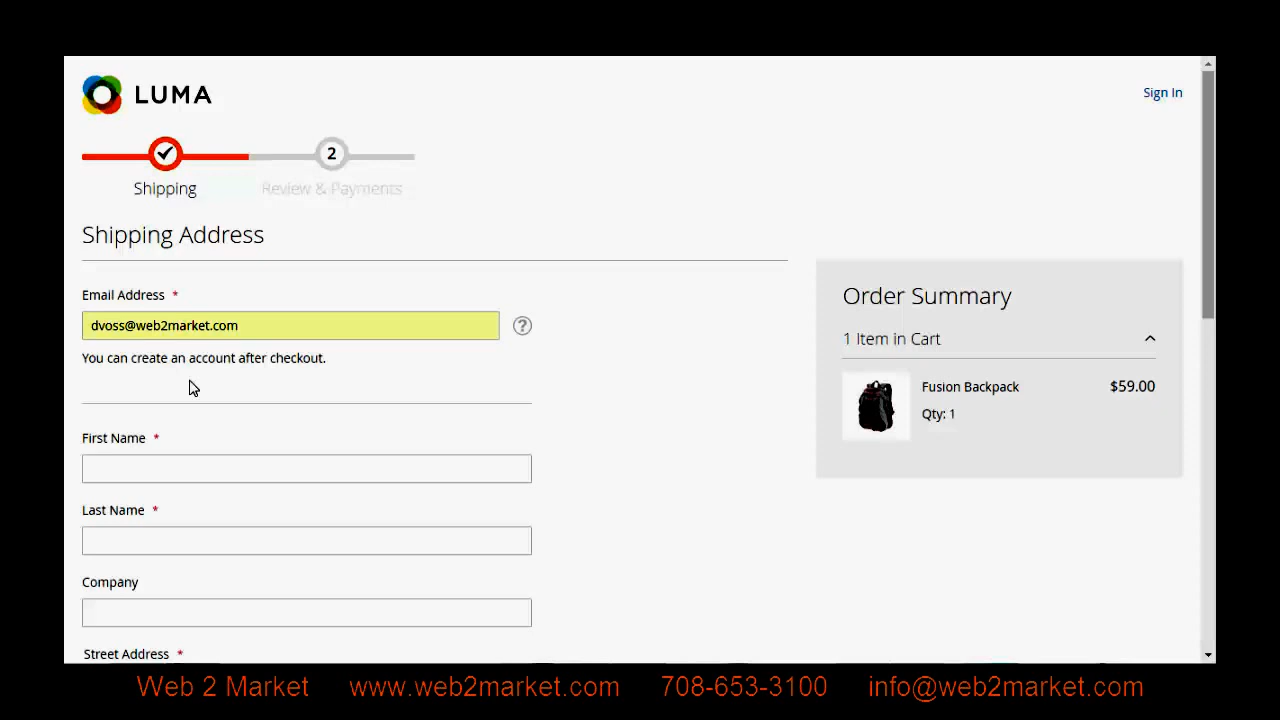 LUMA
Sign In
2
Shipping
Review & Payments
Shipping Address
Email Address *
dvoss@web2market.com
?
You can create an account after checkout.
First Name *
Last Name *
Company
Street Address *
Order Summary
1 Item in Cart
Fusion Backpack $59.00
Qty: 1
Web 2 Market www.web2market.com 708-653-3100 info@web2market.com